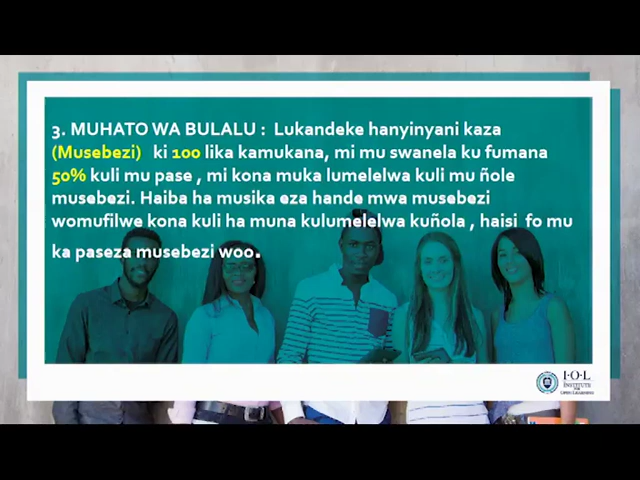 3. MUHATO WA BULALU : Lukandeke hanyinyani kaza
(Musebezi) ki 100 lika kamukana, mi mu swanela ku fumana
50% kuli mu pase , mi kona muka lumelelwa kuli mu ñole
musebezi. Haiba ha musika eza hande mwa musebezi
womufilwe kona kuli ha muna kulumelelwa kuñola , haisi fo mu
ka paseza musebezi woo.
I·O·L
INSTITUTE
FOR
OPEN LEARNING